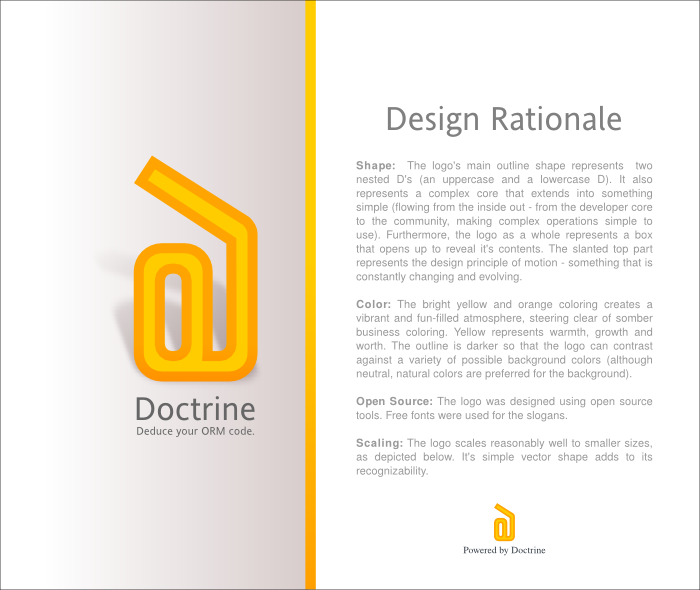 Doctrine
Deduce your ORM code.
Design Rationale
Shape: The logo's main outline shape represents two
nested D's (an uppercase and a lowercase D). It also
represents a complex core that extends into something
simple (flowing from the inside out - from the developer core
to the community, making complex operations simple to
use). Furthermore, the logo as a whole represents a box
that opens up to reveal it's contents. The slanted top part
represents the design principle of motion - something that is
constantly changing and evolving.
Color: The bright yellow and orange coloring creates a
vibrant and fun-filled atmosphere, steering clear of somber
business coloring. Yellow represents warmth, growth and
worth. The outline is darker so that the logo can contrast
against a variety of possible background colors (although
neutral, natural colors are preferred for the background).
Open Source: The logo was designed using open source
tools. Free fonts were used for the slogans.
Scaling: The logo scales reasonably well to smaller sizes,
as depicted below. It's simple vector shape adds to its
recognizability.
Powered by Doctrine